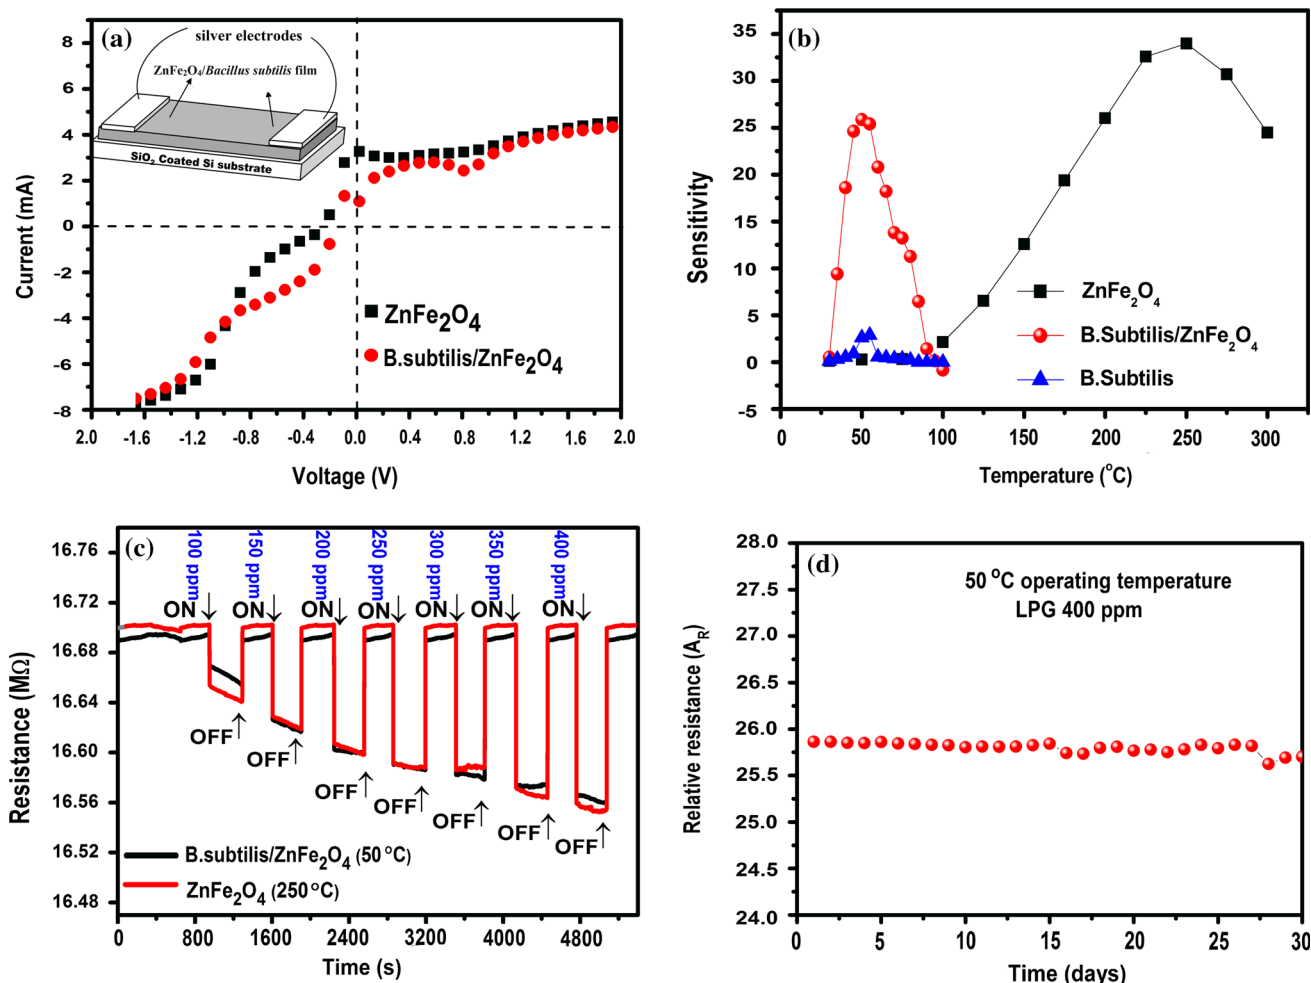 (a)
silver electrodes
ZnFe₂O₄/Bacillus subtilis film
SiO₂ Coated Si substrate
8
6
4
2
0
-2
-4
-6
-8
Current (mA)
ZnFe₂O₄
B.subtilis/ZnFe₂O₄
2.0 -1.6 -1.2 -0.8 -0.4 0.0 0.4 0.8 1.2 1.6 2.0
Voltage (V)
(b)
35
30
25
20
15
10
5
0
-5
Sensitivity
ZnFe₂O₄
B.Subtilis/ZnFe₂O₄
B.Subtilis
0 50 100 150 200 250 300
Temperature (°C)
(c)
16.76
16.72
16.68
16.64
16.60
16.56
16.52
16.48
Resistance (MΩ)
100 ppm
150 ppm
200 ppm
250 ppm
300 ppm
350 ppm
400 ppm
ON↓ ON↓ ON↓ ON↓ ON↓ ON↓ ON↓
OFF↑ OFF↑ OFF↑ OFF↑ OFF↑ OFF↑ OFF↑
B.subtilis/ZnFe₂O₄ (50 °C)
ZnFe₂O₄ (250 °C)
0 800 1600 2400 3200 4000 4800
Time (s)
(d)
50 °C operating temperature
LPG 400 ppm
28.0
27.5
27.0
26.5
26.0
25.5
25.0
24.5
24.0
Relative resistance (A_R)
0 5 10 15 20 25 30
Time (days)